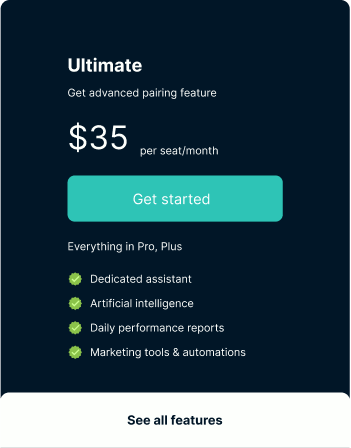 Ultimate
Get advanced pairing feature
$35 per seat/month
Get started
Everything in Pro, Plus
Dedicated assistant
Artificial intelligence
Daily performance reports
Marketing tools & automations
See all features